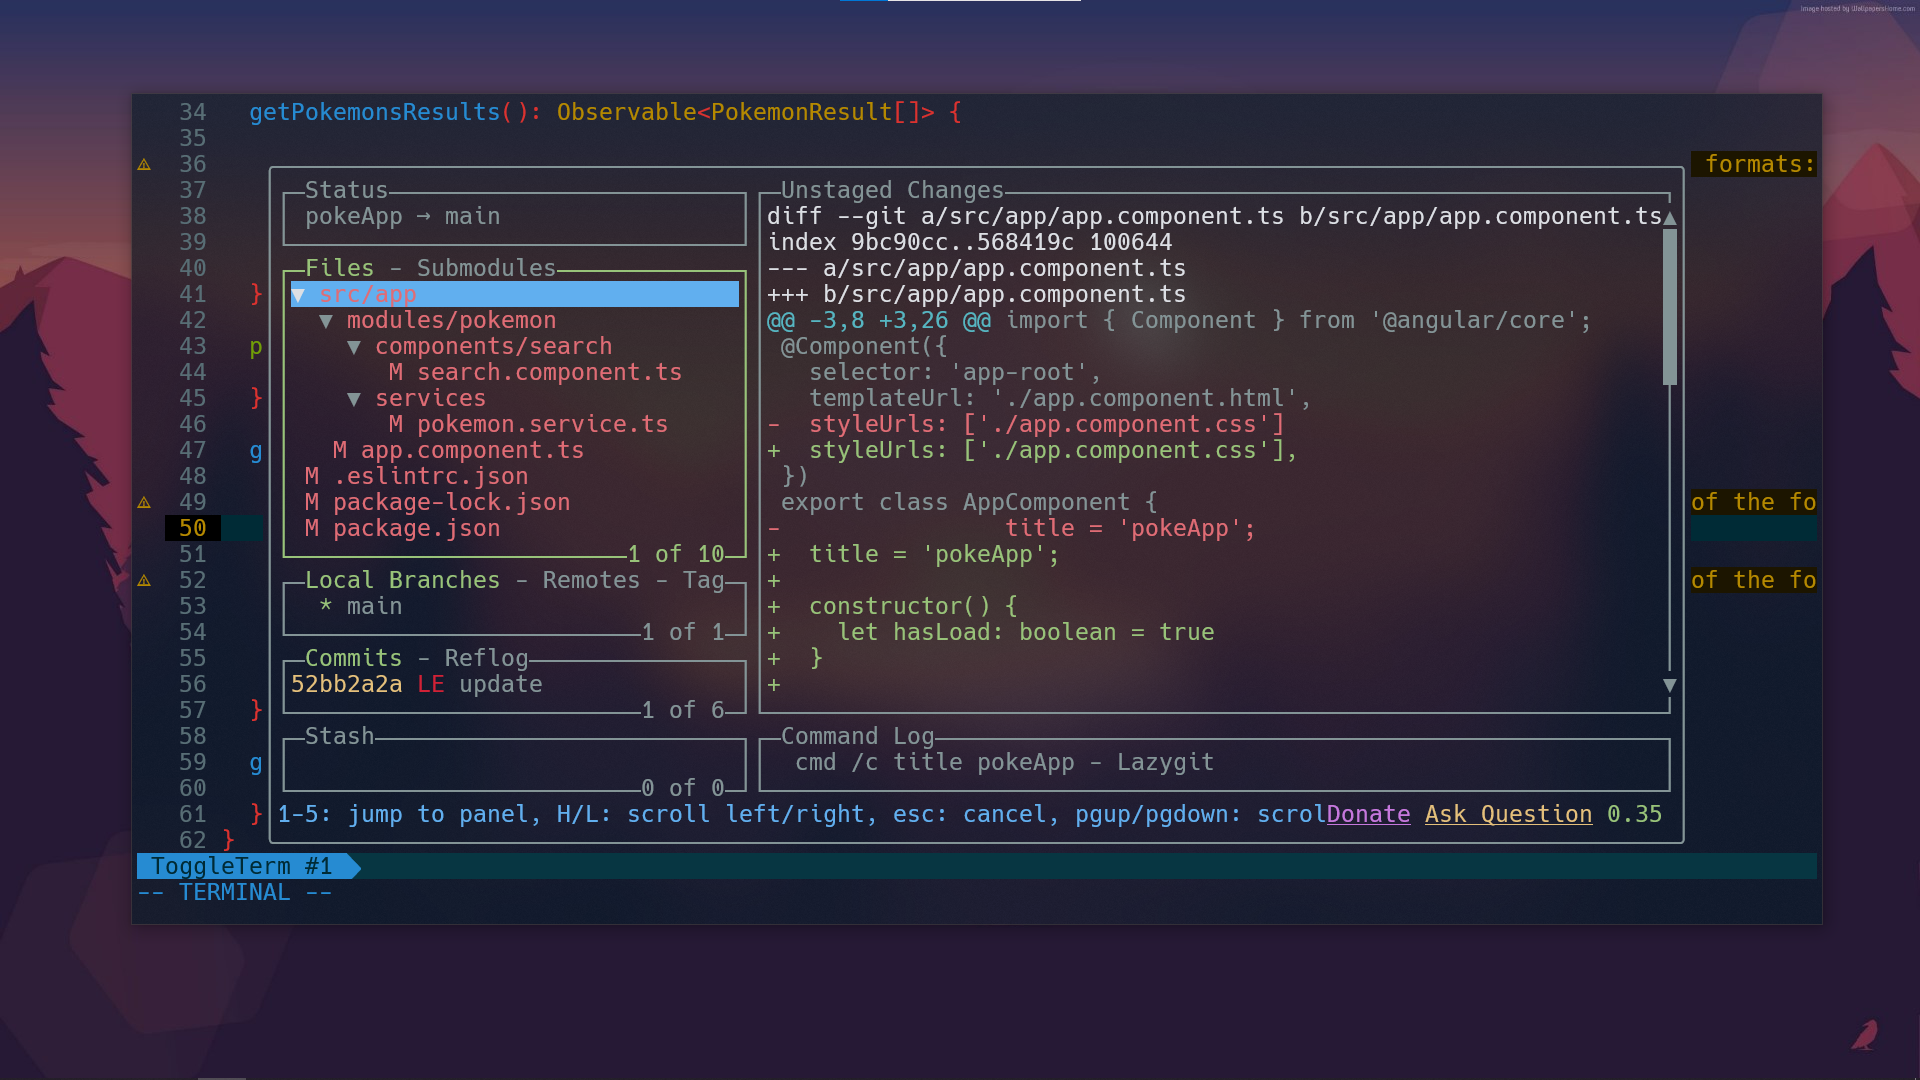 Image hosted by WallpapersHome.com
34 getPokemonsResults(): Observable<PokemonResult[]> {
35
36 formats:
37
38
39
40
41 }
42
43 p
44
45 }
46
47 g
48
49 of the fo
50
51
52 of the fo
53
54
55
56
57 }
58
59 g
60
61 }
62 }
Status
pokeApp → main
Files - Submodules
▼ src/app
▼ modules/pokemon
▼ components/search
M search.component.ts
▼ services
M pokemon.service.ts
M app.component.ts
M .eslintrc.json
M package-lock.json
M package.json
1 of 10
Local Branches - Remotes - Tag
* main
1 of 1
Commits - Reflog
52bb2a2a LE update
1 of 6
Stash
0 of 0
Unstaged Changes
diff --git a/src/app/app.component.ts b/src/app/app.component.ts
index 9bc90cc..568419c 100644
--- a/src/app/app.component.ts
+++ b/src/app/app.component.ts
@@ -3,8 +3,26 @@ import { Component } from '@angular/core';
@Component({
selector: 'app-root',
templateUrl: './app.component.html',
- styleUrls: ['./app.component.css']
+ styleUrls: ['./app.component.css'],
})
export class AppComponent {
- title = 'pokeApp';
+ title = 'pokeApp';
+
+ constructor() {
+ let hasLoad: boolean = true
+ }
+
Command Log
cmd /c title pokeApp - Lazygit
1-5: jump to panel, H/L: scroll left/right, esc: cancel, pgup/pgdown: scrolDonate Ask Question 0.35
ToggleTerm #1
-- TERMINAL --